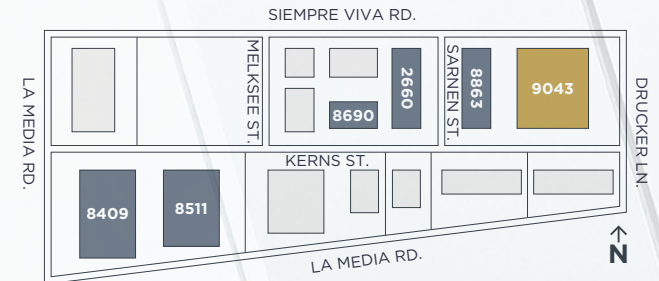 SIEMPRE VIVA RD.
LA MEDIA RD.
MELKSEE ST.
2660
8690
SARNEN ST.
8863
9043
DRUCKER LN.
KERNS ST.
8409
8511
LA MEDIA RD.
N